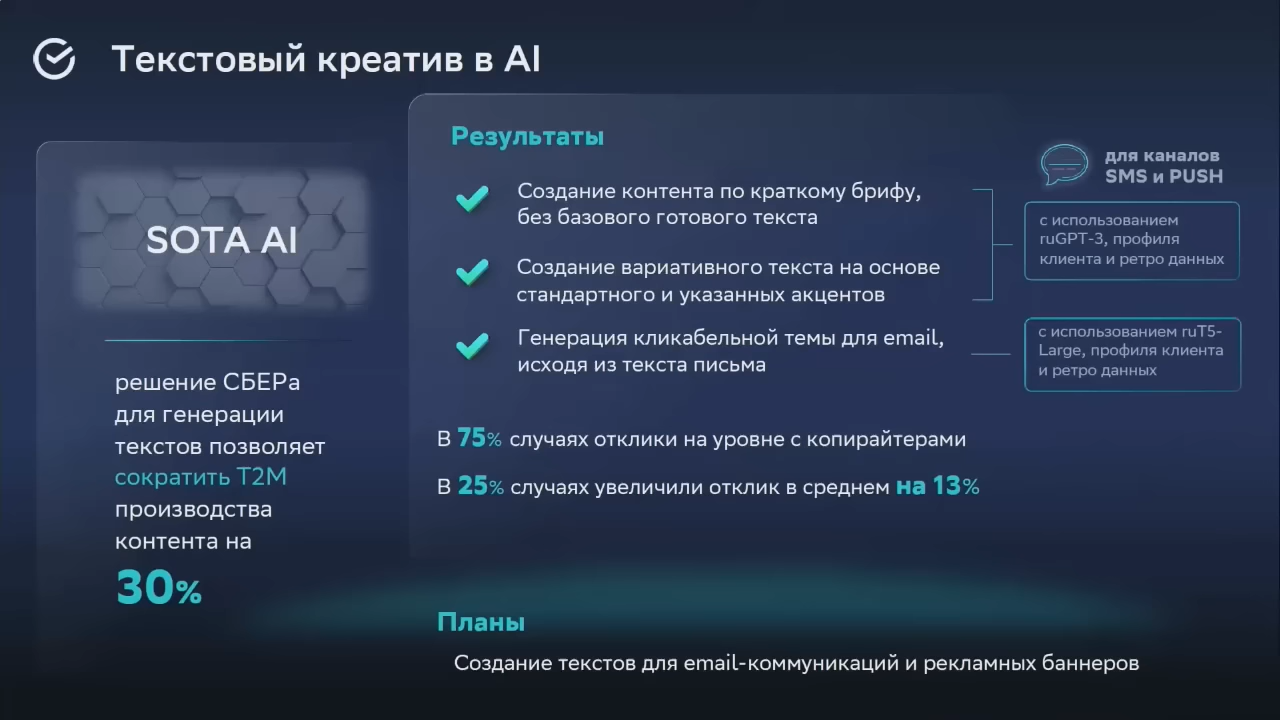 Текстовый креатив в AI
SOTA AI
решение СБЕРа
для генерации
текстов позволяет
сократить T2M
производства
контента на
30%
Результаты
Создание контента по краткому брифу,
без базового готового текста
Создание вариативного текста на основе
стандартного и указанных акцентов
Генерация кликабельной темы для email,
исходя из текста письма
для каналов
SMS и PUSH
с использованием
ruGPT-3, профиля
клиента и ретро данных
с использованием ruT5-
Large, профиля клиента
и ретро данных
В 75% случаях отклики на уровне с копирайтерами
В 25% случаях увеличили отклик в среднем на 13%
Планы
Создание текстов для email-коммуникаций и рекламных баннеров